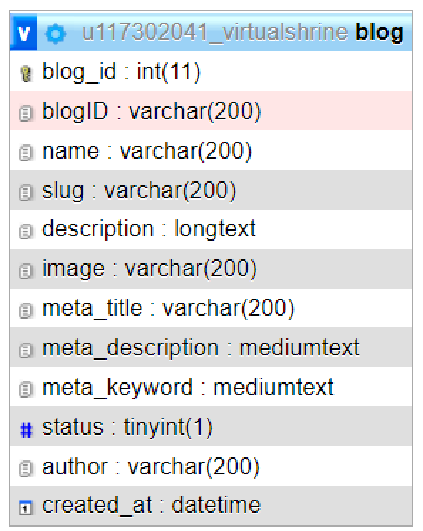 v u117302041_virtualshrine blog
blog_id : int(11)
blogID : varchar(200)
name : varchar(200)
slug : varchar(200)
description : longtext
image : varchar(200)
meta_title : varchar(200)
meta_description : mediumtext
meta_keyword : mediumtext
# status : tinyint(1)
author : varchar(200)
created_at : datetime